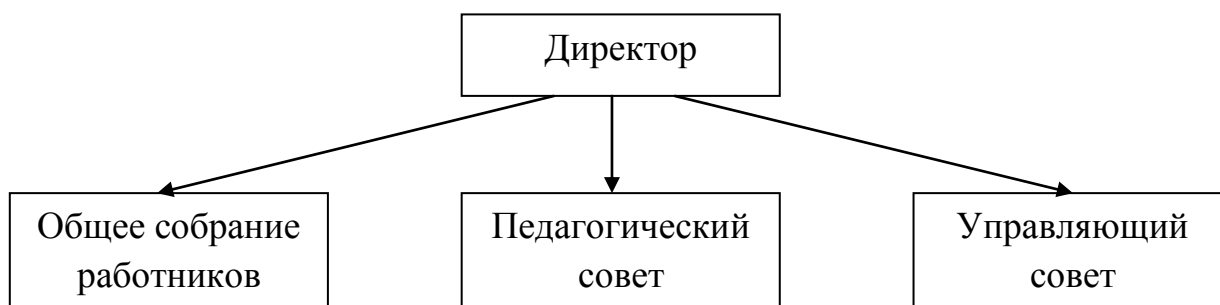 Директор
Общее собрание
работников
Педагогический
совет
Управляющий
совет